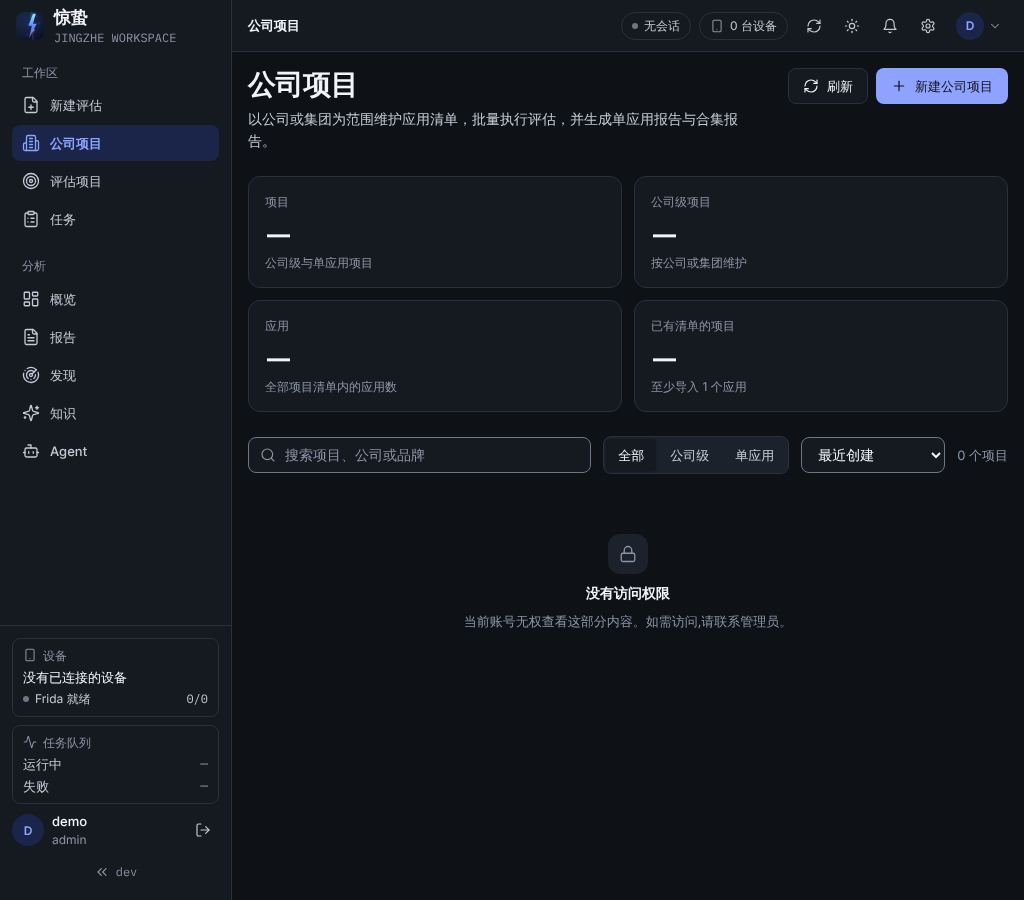 惊蛰
JINGZHE WORKSPACE
工作区
新建评估
公司项目
评估项目
任务
分析
概览
报告
发现
知识
Agent
设备
没有已连接的设备
Frida 就绪 0/0
任务队列
运行中 —
失败 —
D demo
admin
dev
公司项目 无会话 0 台设备 D
公司项目 刷新 新建公司项目
以公司或集团为范围维护应用清单，批量执行评估，并生成单应用报告与合集报
告。
项目
—
公司级与单应用项目
公司级项目
—
按公司或集团维护
应用
—
全部项目清单内的应用数
已有清单的项目
—
至少导入 1 个应用
搜索项目、公司或品牌 全部 公司级 单应用 最近创建 0 个项目
没有访问权限
当前账号无权查看这部分内容。如需访问,请联系管理员。